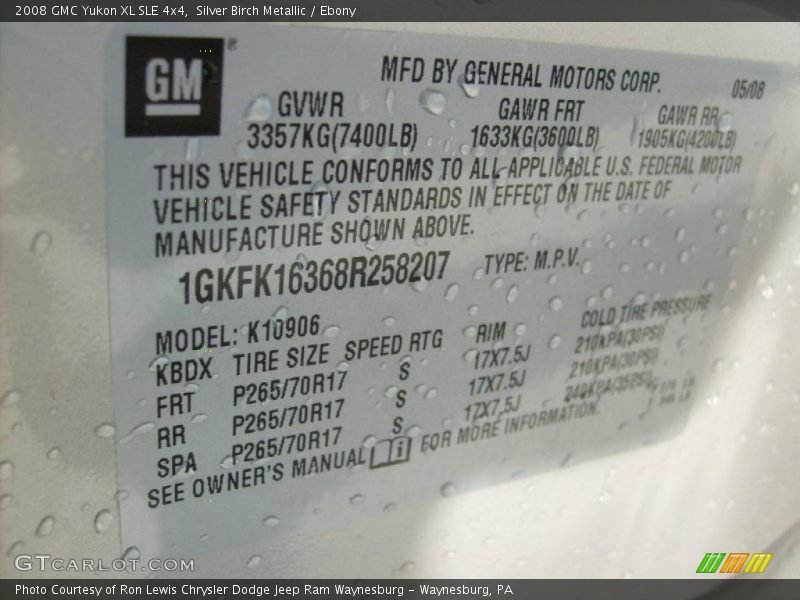 2008 GMC Yukon XL SLE 4x4, Silver Birch Metallic / Ebony
GM
MFD BY GENERAL MOTORS CORP.
05/08
GVWR GAWR FRT GAWR RR
3357KG(7400LB) 1633KG(3600LB) 1905KG(4200LB)
THIS VEHICLE CONFORMS TO ALL APPLICABLE U.S. FEDERAL MOTOR
VEHICLE SAFETY STANDARDS IN EFFECT ON THE DATE OF
MANUFACTURE SHOWN ABOVE.
1GKFK16368R258207 TYPE: M.P.V.
MODEL: K10906
KBDX TIRE SIZE SPEED RTG RIM COLD TIRE PRESSURE
FRT P265/70R17 S 17X7.5J 210KPA(30PSI)
RR P265/70R17 S 17X7.5J 210KPA(30PSI)
SPA P265/70R17 S 17X7.5J 240KPA(35PSI)
SEE OWNER'S MANUAL i FOR MORE INFORMATION.
GTCARLOT.COM
Photo Courtesy of Ron Lewis Chrysler Dodge Jeep Ram Waynesburg - Waynesburg, PA